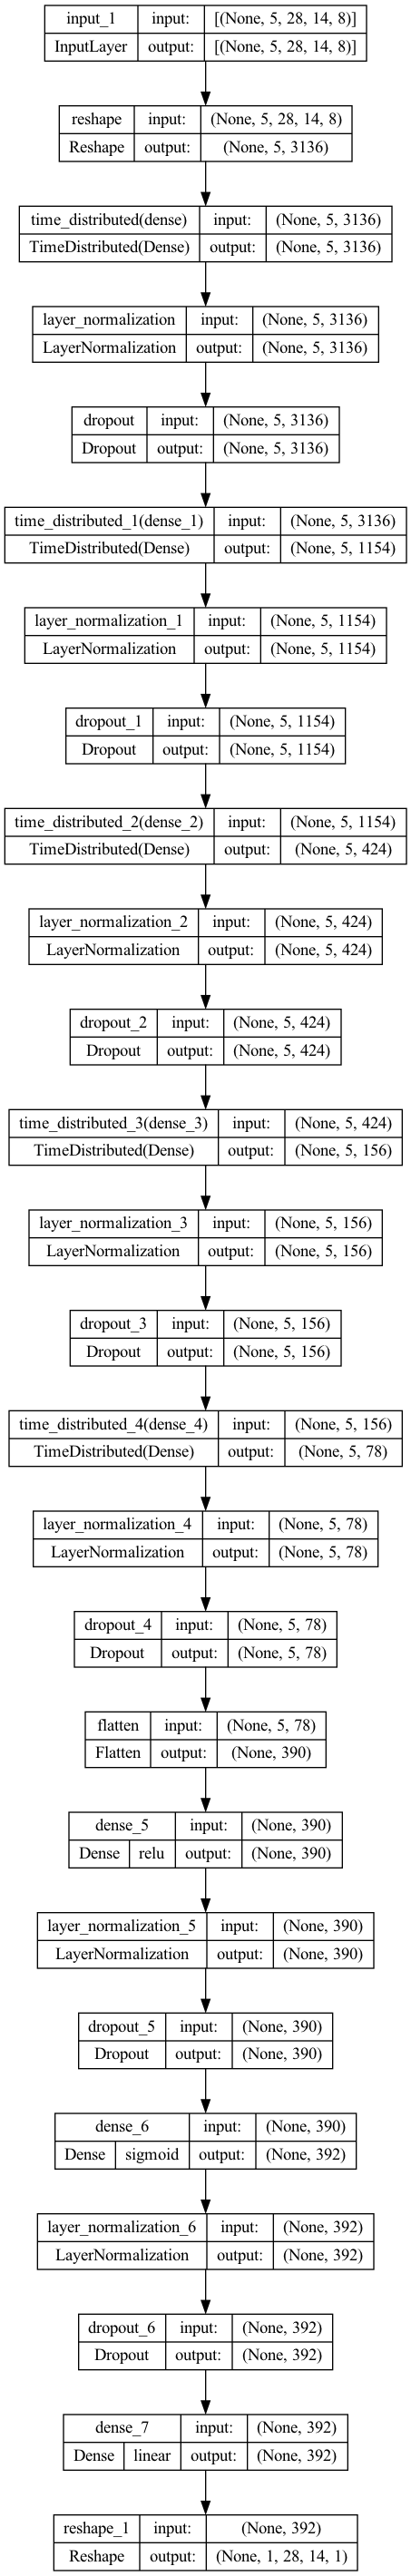 input_1 input: [(None, 5, 28, 14, 8)]
InputLayer output: [(None, 5, 28, 14, 8)]
reshape input: (None, 5, 28, 14, 8)
Reshape output: (None, 5, 3136)
time_distributed(dense) input: (None, 5, 3136)
TimeDistributed(Dense) output: (None, 5, 3136)
layer_normalization input: (None, 5, 3136)
LayerNormalization output: (None, 5, 3136)
dropout input: (None, 5, 3136)
Dropout output: (None, 5, 3136)
time_distributed_1(dense_1) input: (None, 5, 3136)
TimeDistributed(Dense) output: (None, 5, 1154)
layer_normalization_1 input: (None, 5, 1154)
LayerNormalization output: (None, 5, 1154)
dropout_1 input: (None, 5, 1154)
Dropout output: (None, 5, 1154)
time_distributed_2(dense_2) input: (None, 5, 1154)
TimeDistributed(Dense) output: (None, 5, 424)
layer_normalization_2 input: (None, 5, 424)
LayerNormalization output: (None, 5, 424)
dropout_2 input: (None, 5, 424)
Dropout output: (None, 5, 424)
time_distributed_3(dense_3) input: (None, 5, 424)
TimeDistributed(Dense) output: (None, 5, 156)
layer_normalization_3 input: (None, 5, 156)
LayerNormalization output: (None, 5, 156)
dropout_3 input: (None, 5, 156)
Dropout output: (None, 5, 156)
time_distributed_4(dense_4) input: (None, 5, 156)
TimeDistributed(Dense) output: (None, 5, 78)
layer_normalization_4 input: (None, 5, 78)
LayerNormalization output: (None, 5, 78)
dropout_4 input: (None, 5, 78)
Dropout output: (None, 5, 78)
flatten input: (None, 5, 78)
Flatten output: (None, 390)
dense_5 input: (None, 390)
Dense relu output: (None, 390)
layer_normalization_5 input: (None, 390)
LayerNormalization output: (None, 390)
dropout_5 input: (None, 390)
Dropout output: (None, 390)
dense_6 input: (None, 390)
Dense sigmoid output: (None, 392)
layer_normalization_6 input: (None, 392)
LayerNormalization output: (None, 392)
dropout_6 input: (None, 392)
Dropout output: (None, 392)
dense_7 input: (None, 392)
Dense linear output: (None, 392)
reshape_1 input: (None, 392)
Reshape output: (None, 1, 28, 14, 1)